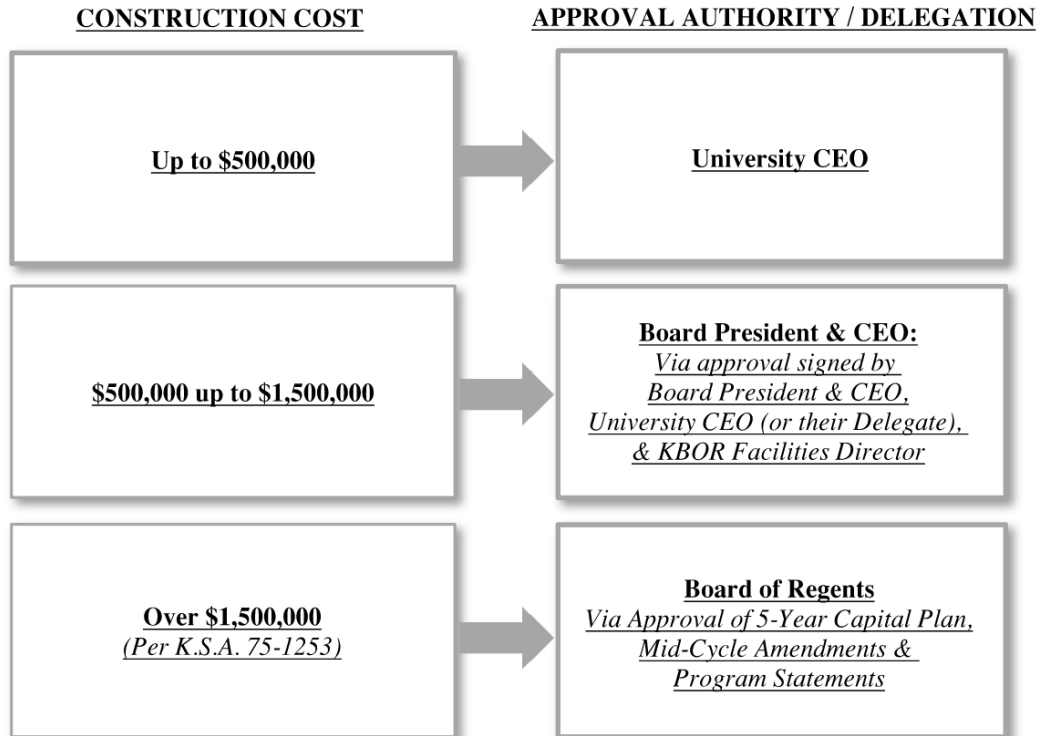 CONSTRUCTION COST
APPROVAL AUTHORITY / DELEGATION
Up to $500,000
University CEO
$500,000 up to $1,500,000
Board President & CEO:
Via approval signed by
Board President & CEO,
University CEO (or their Delegate),
& KBOR Facilities Director
Over $1,500,000
(Per K.S.A. 75-1253)
Board of Regents
Via Approval of 5-Year Capital Plan,
Mid-Cycle Amendments &
Program Statements